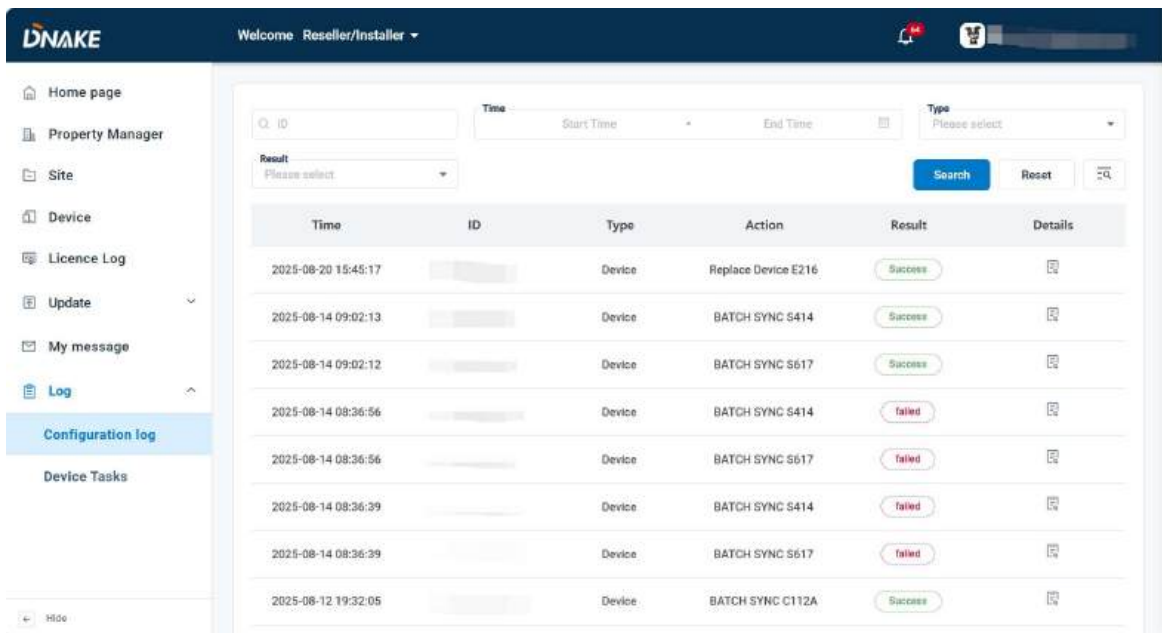 DNAKE
Welcome Reseller/Installer
Home page
Property Manager
Site
Device
Licence Log
Update
My message
Log
Configuration log
Device Tasks
Hide
ID
Time
Start Time - End Time
Type
Please select
Result
Please select
Search Reset
Time ID Type Action Result Details
2025-08-20 15:45:17 Device Replace Device E216 Success
2025-08-14 09:02:13 Device BATCH SYNC S414 Success
2025-08-14 09:02:12 Device BATCH SYNC S617 Success
2025-08-14 08:36:56 Device BATCH SYNC S414 failed
2025-08-14 08:36:56 Device BATCH SYNC S617 failed
2025-08-14 08:36:39 Device BATCH SYNC S414 failed
2025-08-14 08:36:39 Device BATCH SYNC S617 failed
2025-08-12 19:32:05 Device BATCH SYNC C112A Success